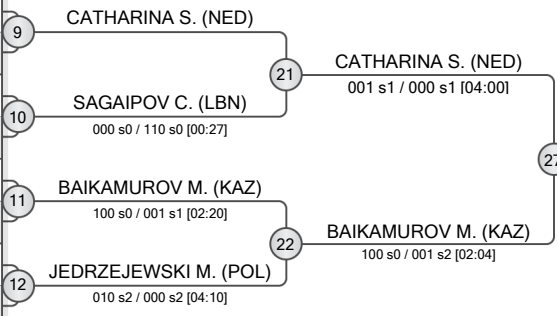 9
CATHARINA S. (NED)
21
CATHARINA S. (NED)
001 s1 / 000 s1 [04:00]
10
SAGAIPOV C. (LBN)
000 s0 / 110 s0 [00:27]
27
11
BAIKAMUROV M. (KAZ)
100 s0 / 001 s1 [02:20]
22
BAIKAMUROV M. (KAZ)
100 s0 / 001 s2 [02:04]
12
JEDRZEJEWSKI M. (POL)
010 s2 / 000 s2 [04:10]